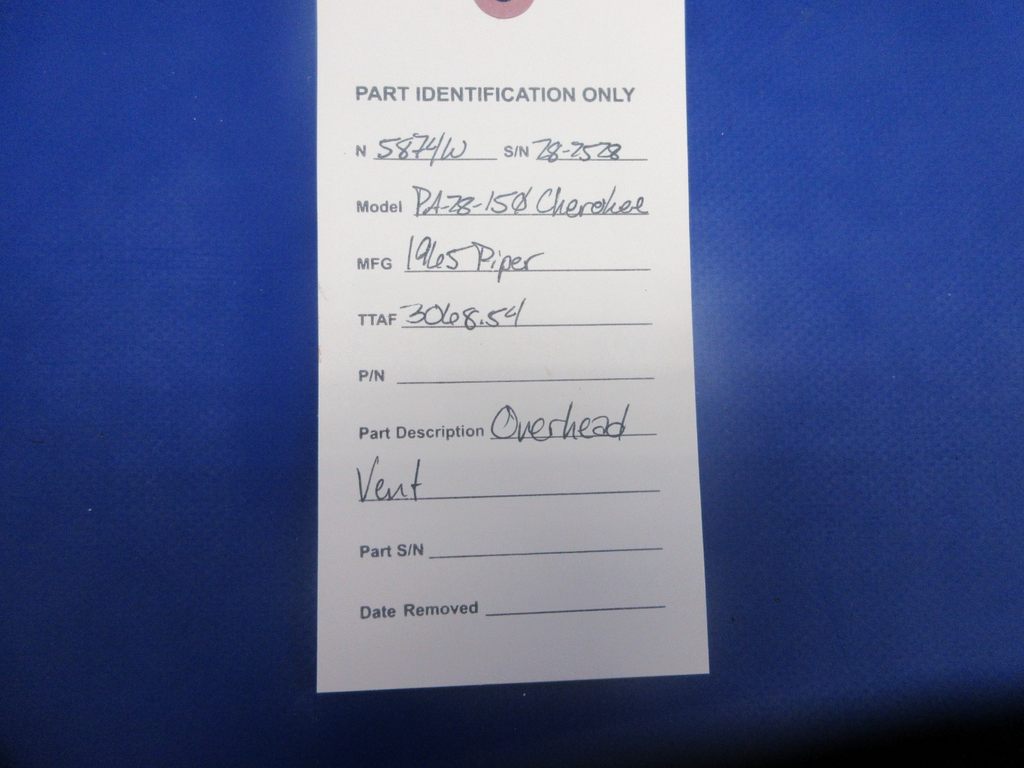 PART IDENTIFICATION ONLY
N 5874W S/N 28-2528
Model PA-28-150 Cherokee
MFG 1965 Piper
TTAF 3068.54
P/N
Part Description Overhead
Vent
Part S/N
Date Removed